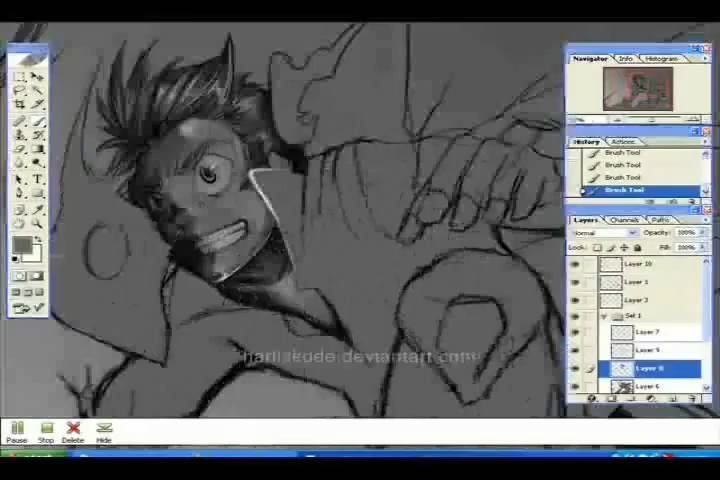 Navigator Info Histogram
History Actions
Brush Tool
Brush Tool
Brush Tool
Brush Tool
Layers Channels Paths
Normal Opacity: 100%
Lock: Fill: 100%
Layer 10
Layer 1
Layer 3
Set 1
Layer 7
Layer 9
Layer 8
Layer 6
.deviantart.com
Pause Stop Delete Hide